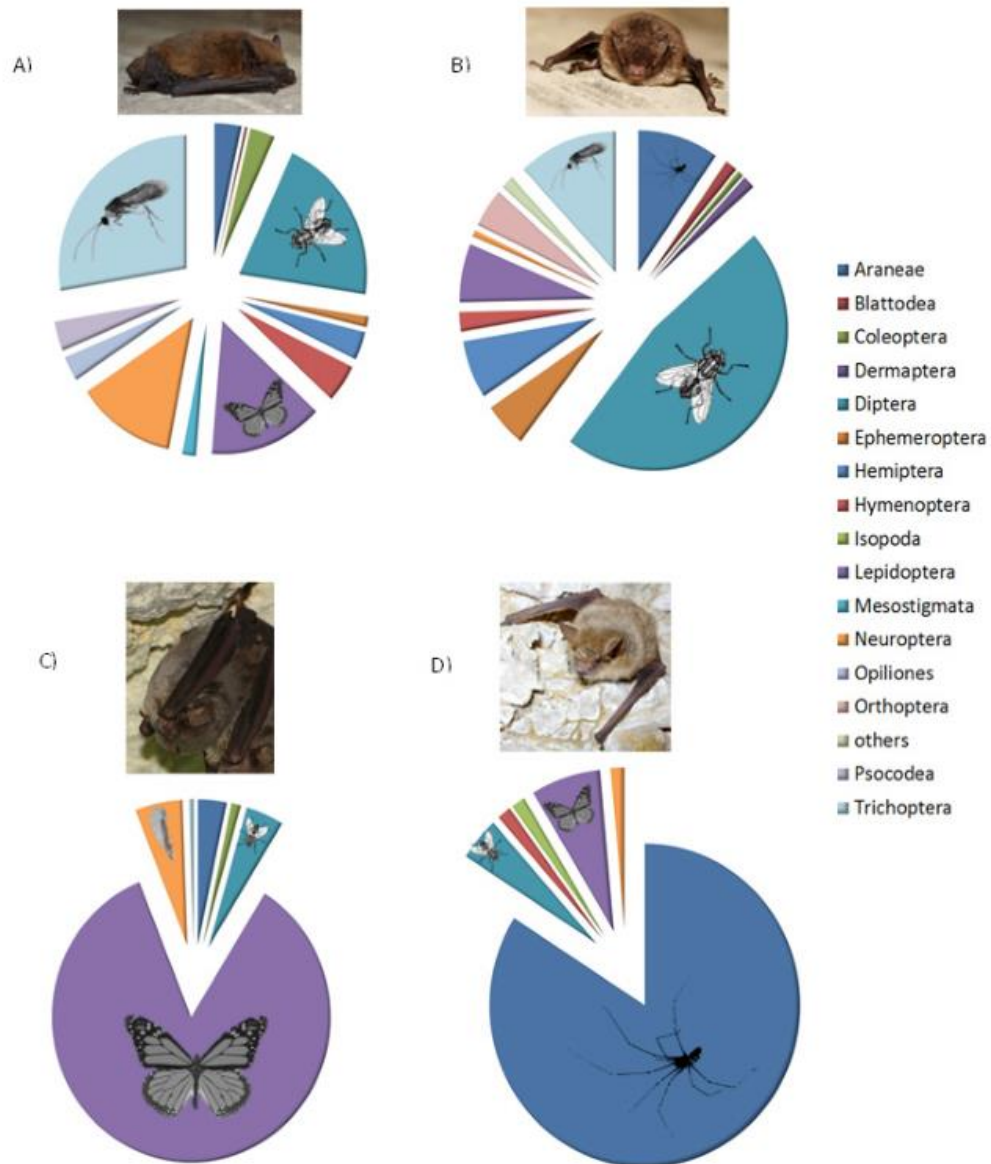 A)
B)
C)
D)
Araneae
Blattodea
Coleoptera
Dermaptera
Diptera
Ephemeroptera
Hemiptera
Hymenoptera
Isopoda
Lepidoptera
Mesostigmata
Neuroptera
Opiliones
Orthoptera
others
Psocodea
Trichoptera